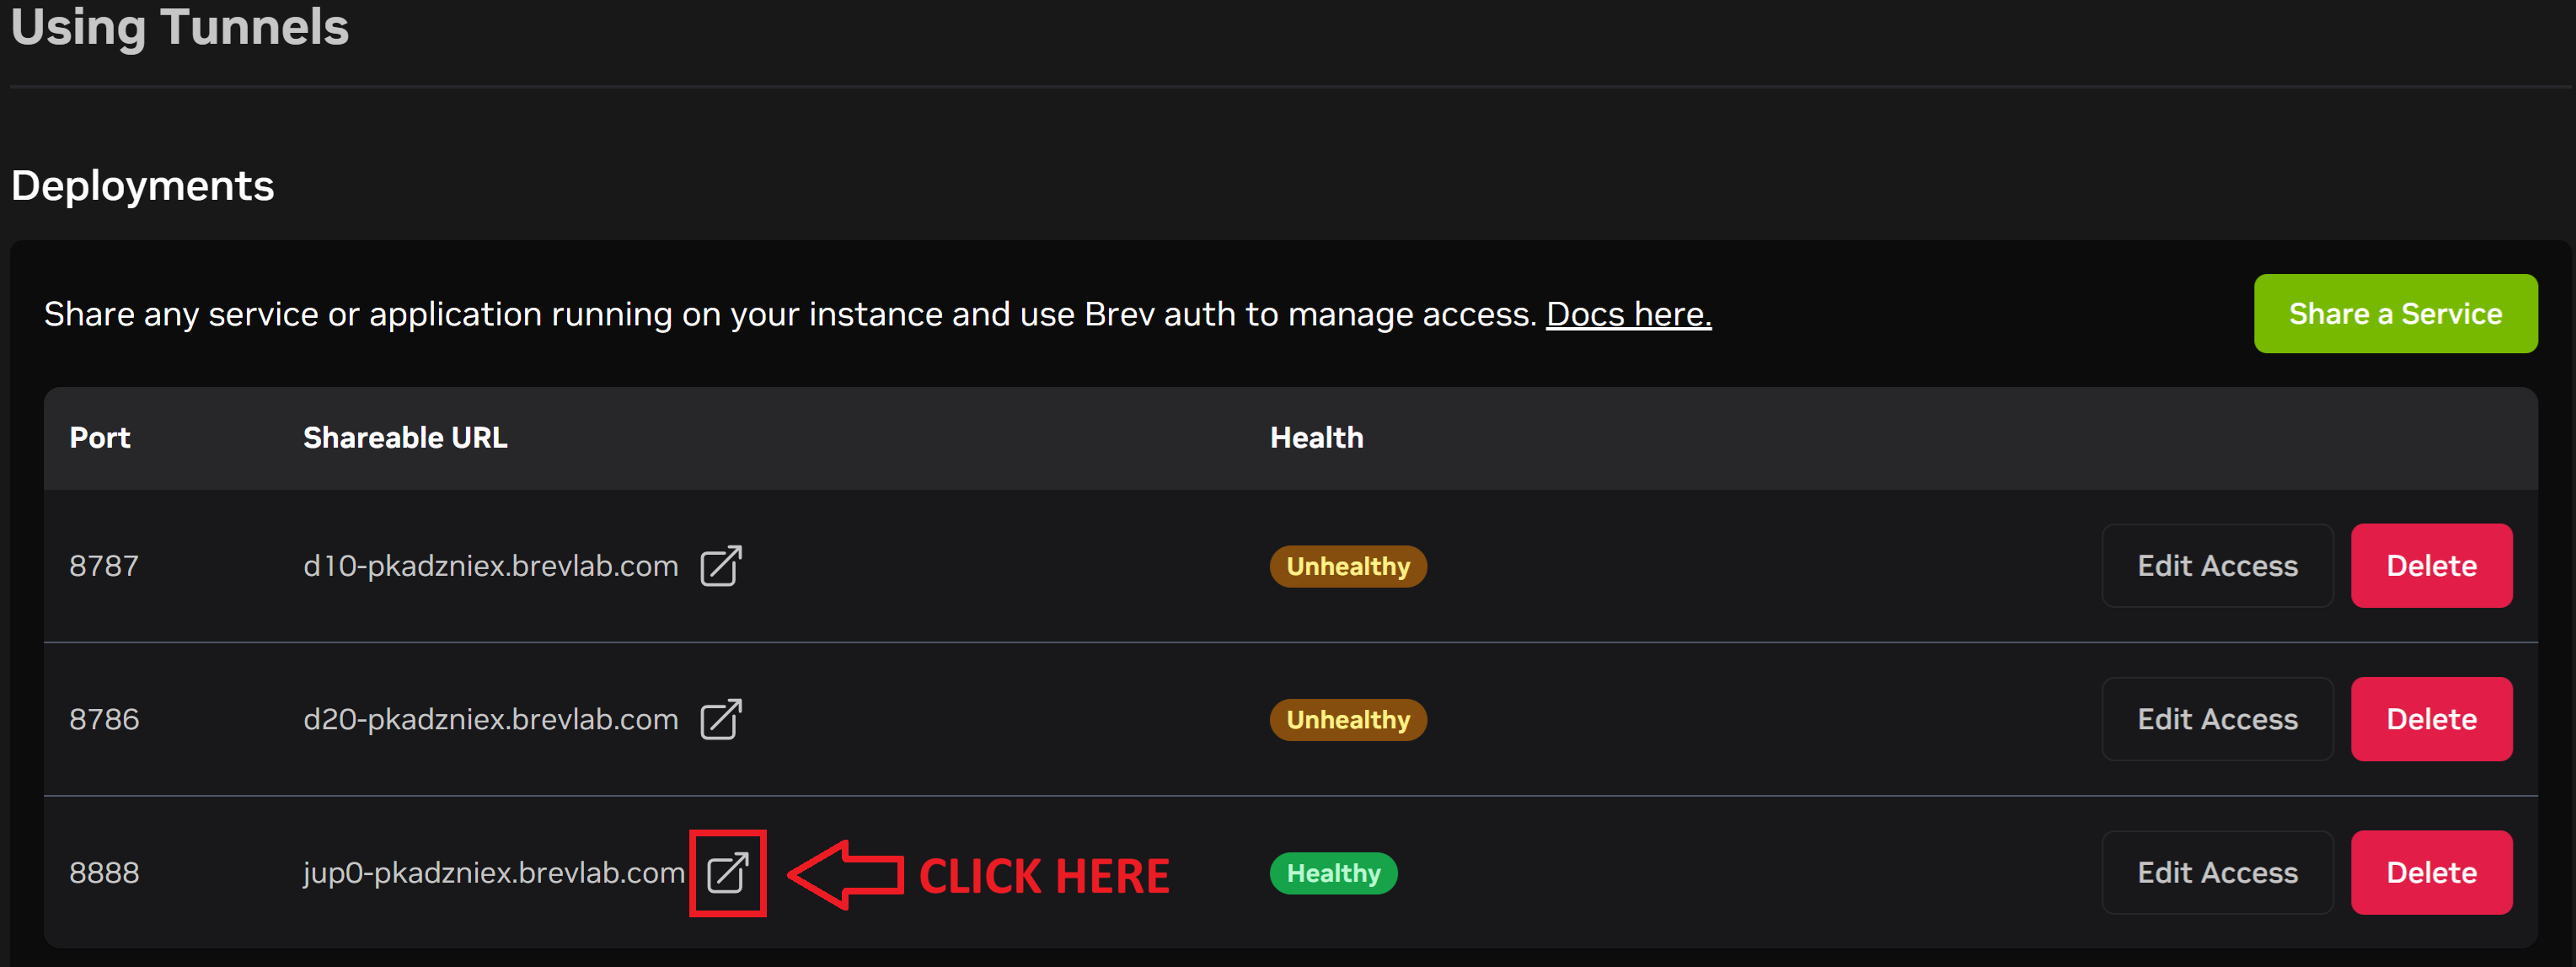 Using Tunnels
Deployments
Share any service or application running on your instance and use Brev auth to manage access. Docs here.
Share a Service
Port Shareable URL Health
8787 d10-pkadzniex.brevlab.com Unhealthy Edit Access Delete
8786 d20-pkadzniex.brevlab.com Unhealthy Edit Access Delete
8888 jup0-pkadzniex.brevlab.com CLICK HERE Healthy Edit Access Delete